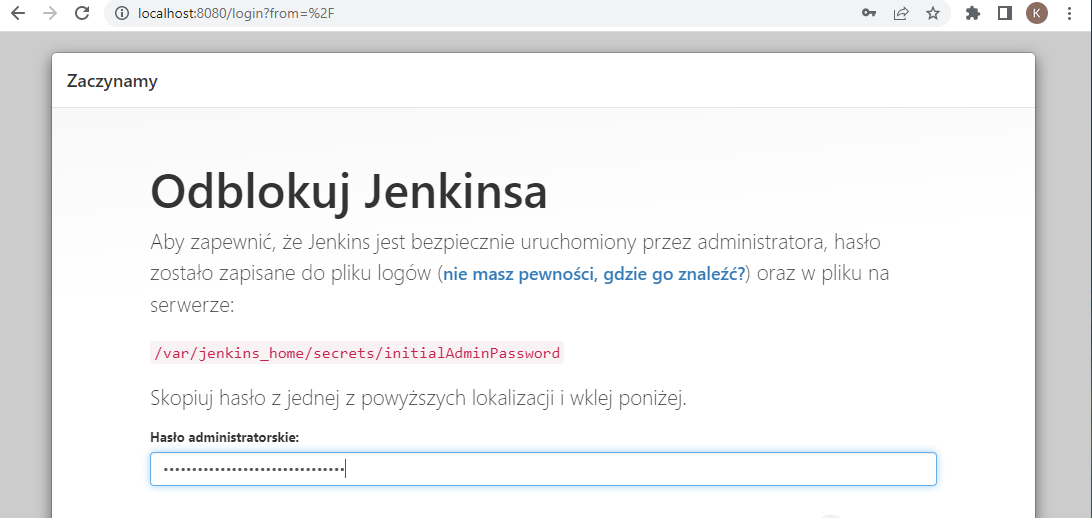 localhost:8080/login?from=%2F
K
Zaczynamy
Odblokuj Jenkinsa
Aby zapewnić, że Jenkins jest bezpiecznie uruchomiony przez administratora, hasło
zostało zapisane do pliku logów (nie masz pewności, gdzie go znaleźć?) oraz w pliku na
serwerze:
/var/jenkins_home/secrets/initialAdminPassword
Skopiuj hasło z jednej z powyższych lokalizacji i wklej poniżej.
Hasło administratorskie: